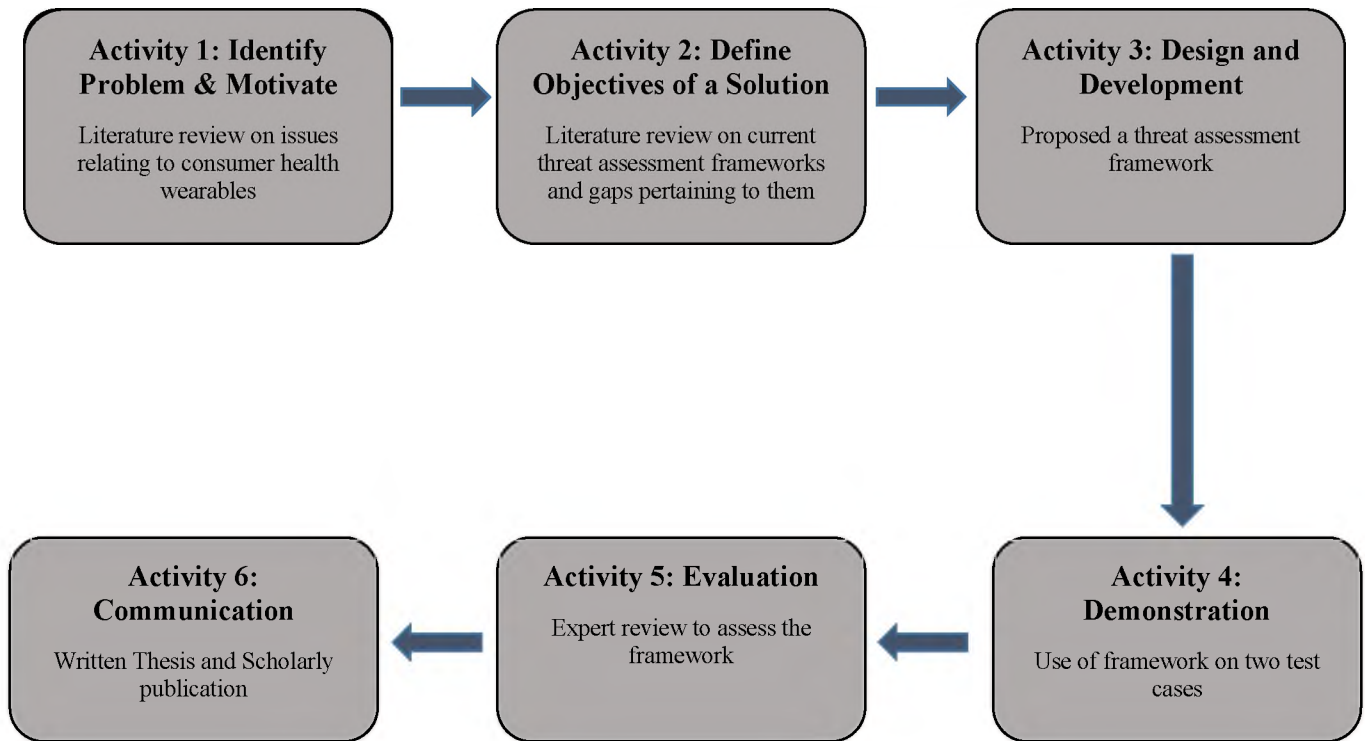 Activity 1: Identify
Problem & Motivate
Literature review on issues
relating to consumer health
wearables
Activity 2: Define
Objectives of a Solution
Literature review on current
threat assessment frameworks
and gaps pertaining to them
Activity 3: Design and
Development
Proposed a threat assessment
framework
Activity 4:
Demonstration
Use of framework on two test
cases
Activity 5: Evaluation
Expert review to assess the
framework
Activity 6:
Communication
Written Thesis and Scholarly
publication